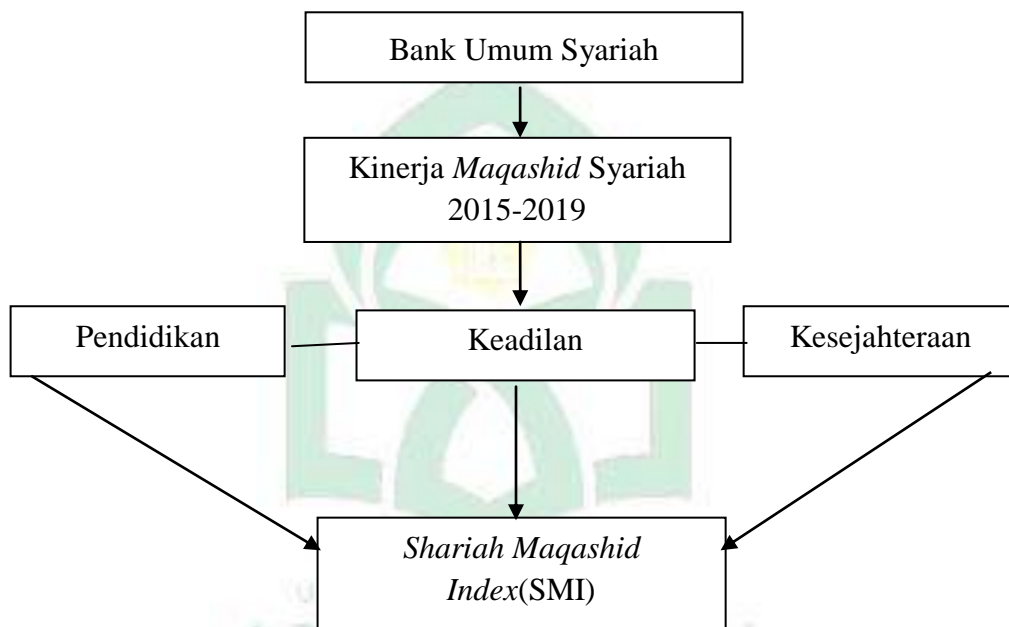 Bank Umum Syariah
Kinerja Maqashid Syariah
2015-2019
Pendidikan
Keadilan
Kesejahteraan
Shariah Maqashid
Index(SMI)